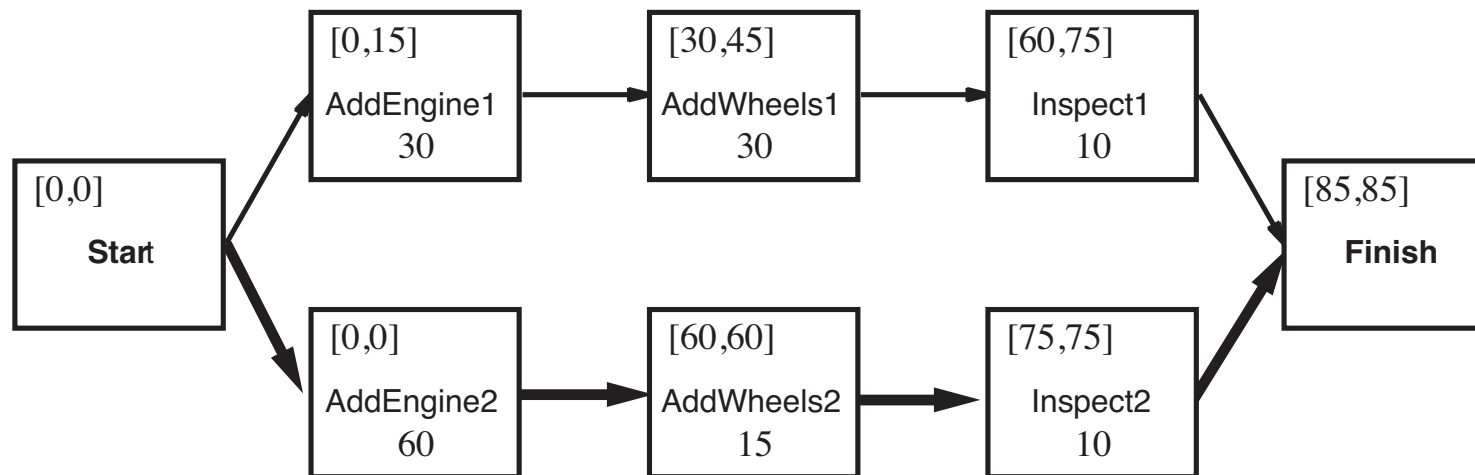 [0,0]
Start
[0,15]
AddEngine1
30
[30,45]
AddWheels1
30
[60,75]
Inspect1
10
[0,0]
AddEngine2
60
[60,60]
AddWheels2
15
[75,75]
Inspect2
10
[85,85]
Finish